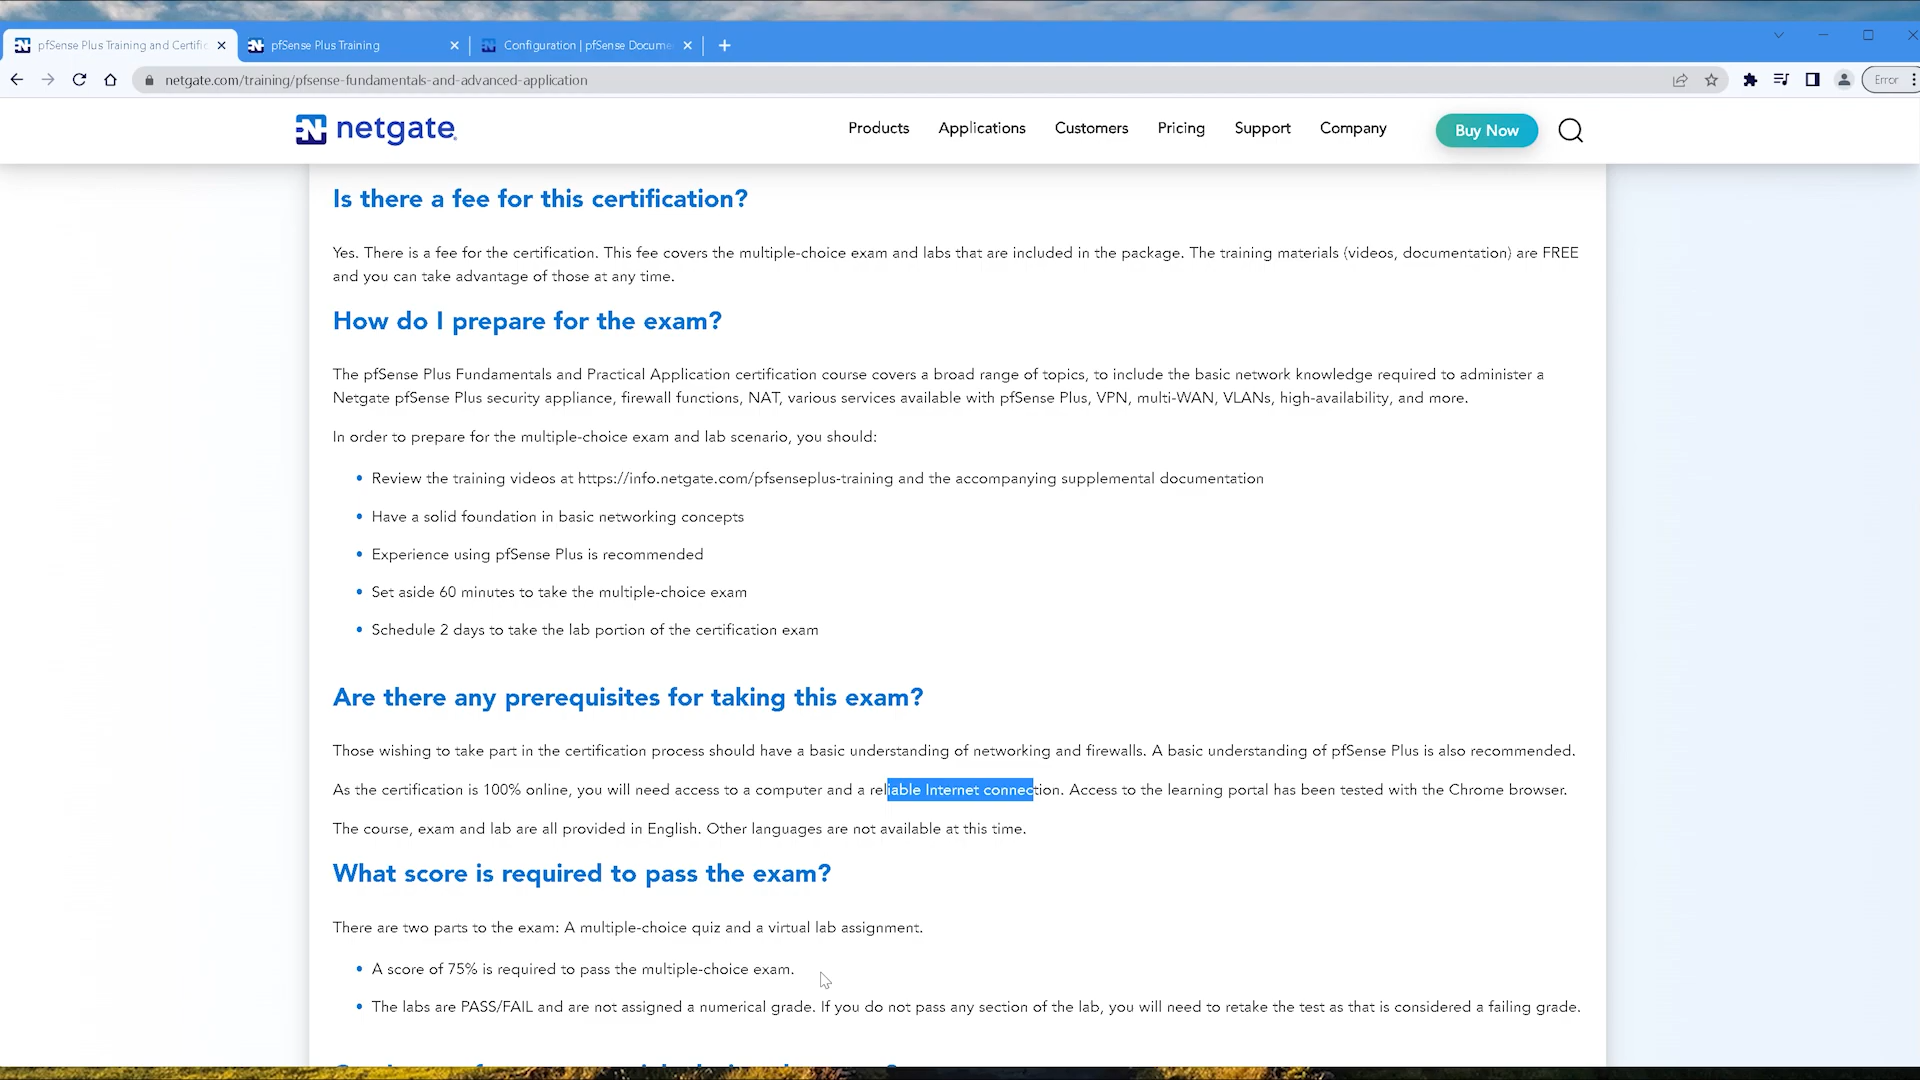 pfSense Plus Training and Certific
pfSense Plus Training
Configuration | pfSense Docume
netgate.com/training/pfsense-fundamentals-and-advanced-application
Error
netgate
Products
Applications
Customers
Pricing
Support
Company
Buy Now
Is there a fee for this certification?
Yes. There is a fee for the certification. This fee covers the multiple-choice exam and labs that are included in the package. The training materials (videos, documentation) are FREE
and you can take advantage of those at any time.
How do I prepare for the exam?
The pfSense Plus Fundamentals and Practical Application certification course covers a broad range of topics, to include the basic network knowledge required to administer a
Netgate pfSense Plus security appliance, firewall functions, NAT, various services available with pfSense Plus, VPN, multi-WAN, VLANs, high-availability, and more.
In order to prepare for the multiple-choice exam and lab scenario, you should:
• Review the training videos at https://info.netgate.com/pfsenseplus-training and the accompanying supplemental documentation
• Have a solid foundation in basic networking concepts
• Experience using pfSense Plus is recommended
• Set aside 60 minutes to take the multiple-choice exam
• Schedule 2 days to take the lab portion of the certification exam
Are there any prerequisites for taking this exam?
Those wishing to take part in the certification process should have a basic understanding of networking and firewalls. A basic understanding of pfSense Plus is also recommended.
As the certification is 100% online, you will need access to a computer and a reliable Internet connection. Access to the learning portal has been tested with the Chrome browser.
The course, exam and lab are all provided in English. Other languages are not available at this time.
What score is required to pass the exam?
There are two parts to the exam: A multiple-choice quiz and a virtual lab assignment.
• A score of 75% is required to pass the multiple-choice exam.
• The labs are PASS/FAIL and are not assigned a numerical grade. If you do not pass any section of the lab, you will need to retake the test as that is considered a failing grade.